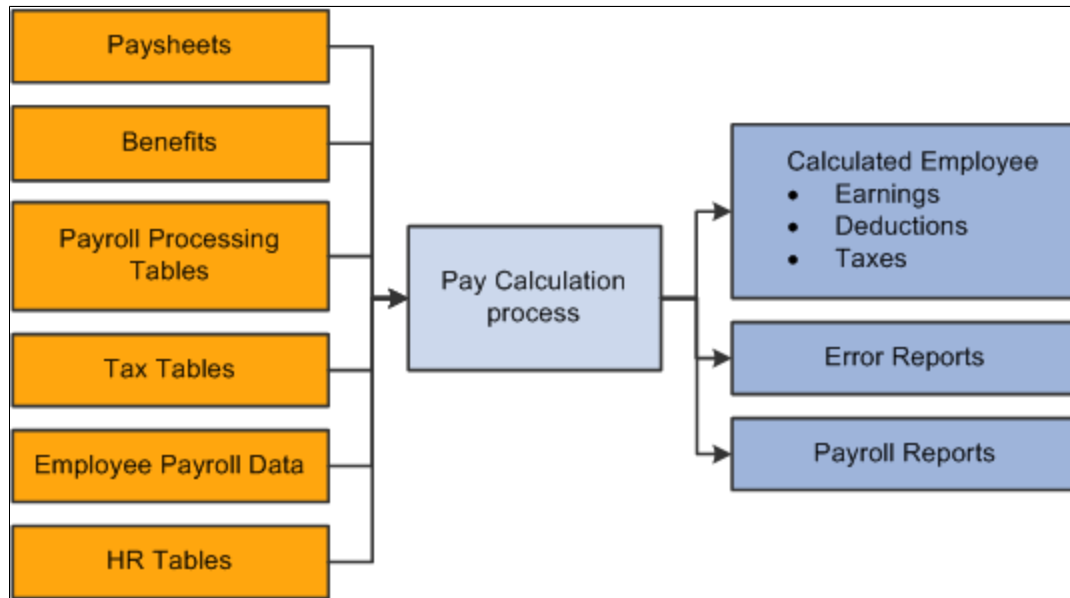 Paysheets
Benefits
Payroll Processing
Tables
Tax Tables
Employee Payroll Data
HR Tables
Pay Calculation
process
Calculated Employee
• Earnings
• Deductions
• Taxes
Error Reports
Payroll Reports